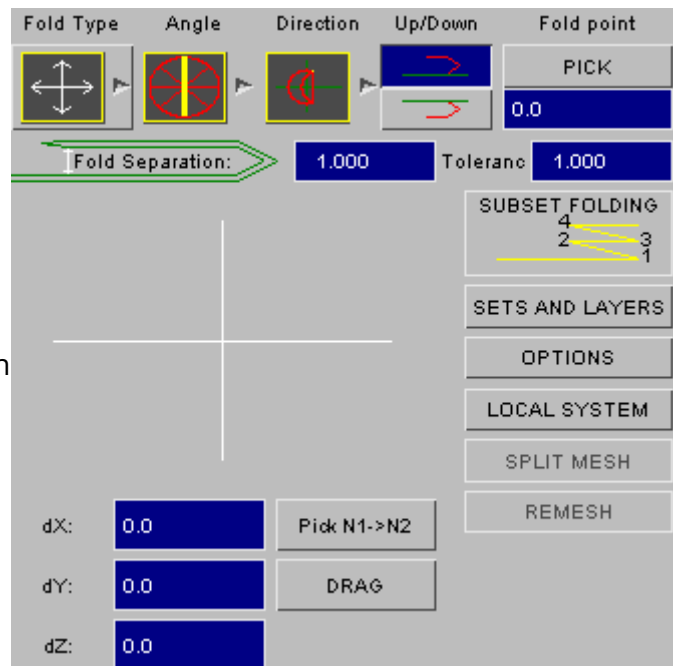 Fold Type Angle Direction Up/Down Fold point
PICK
0.0
Fold Separation: 1.000 Toleranc 1.000
SUBSET FOLDING
4
2 3
1
SETS AND LAYERS
n
OPTIONS
LOCAL SYSTEM
SPLIT MESH
REMESH
dX: 0.0 Pick N1->N2
dY: 0.0 DRAG
dZ: 0.0